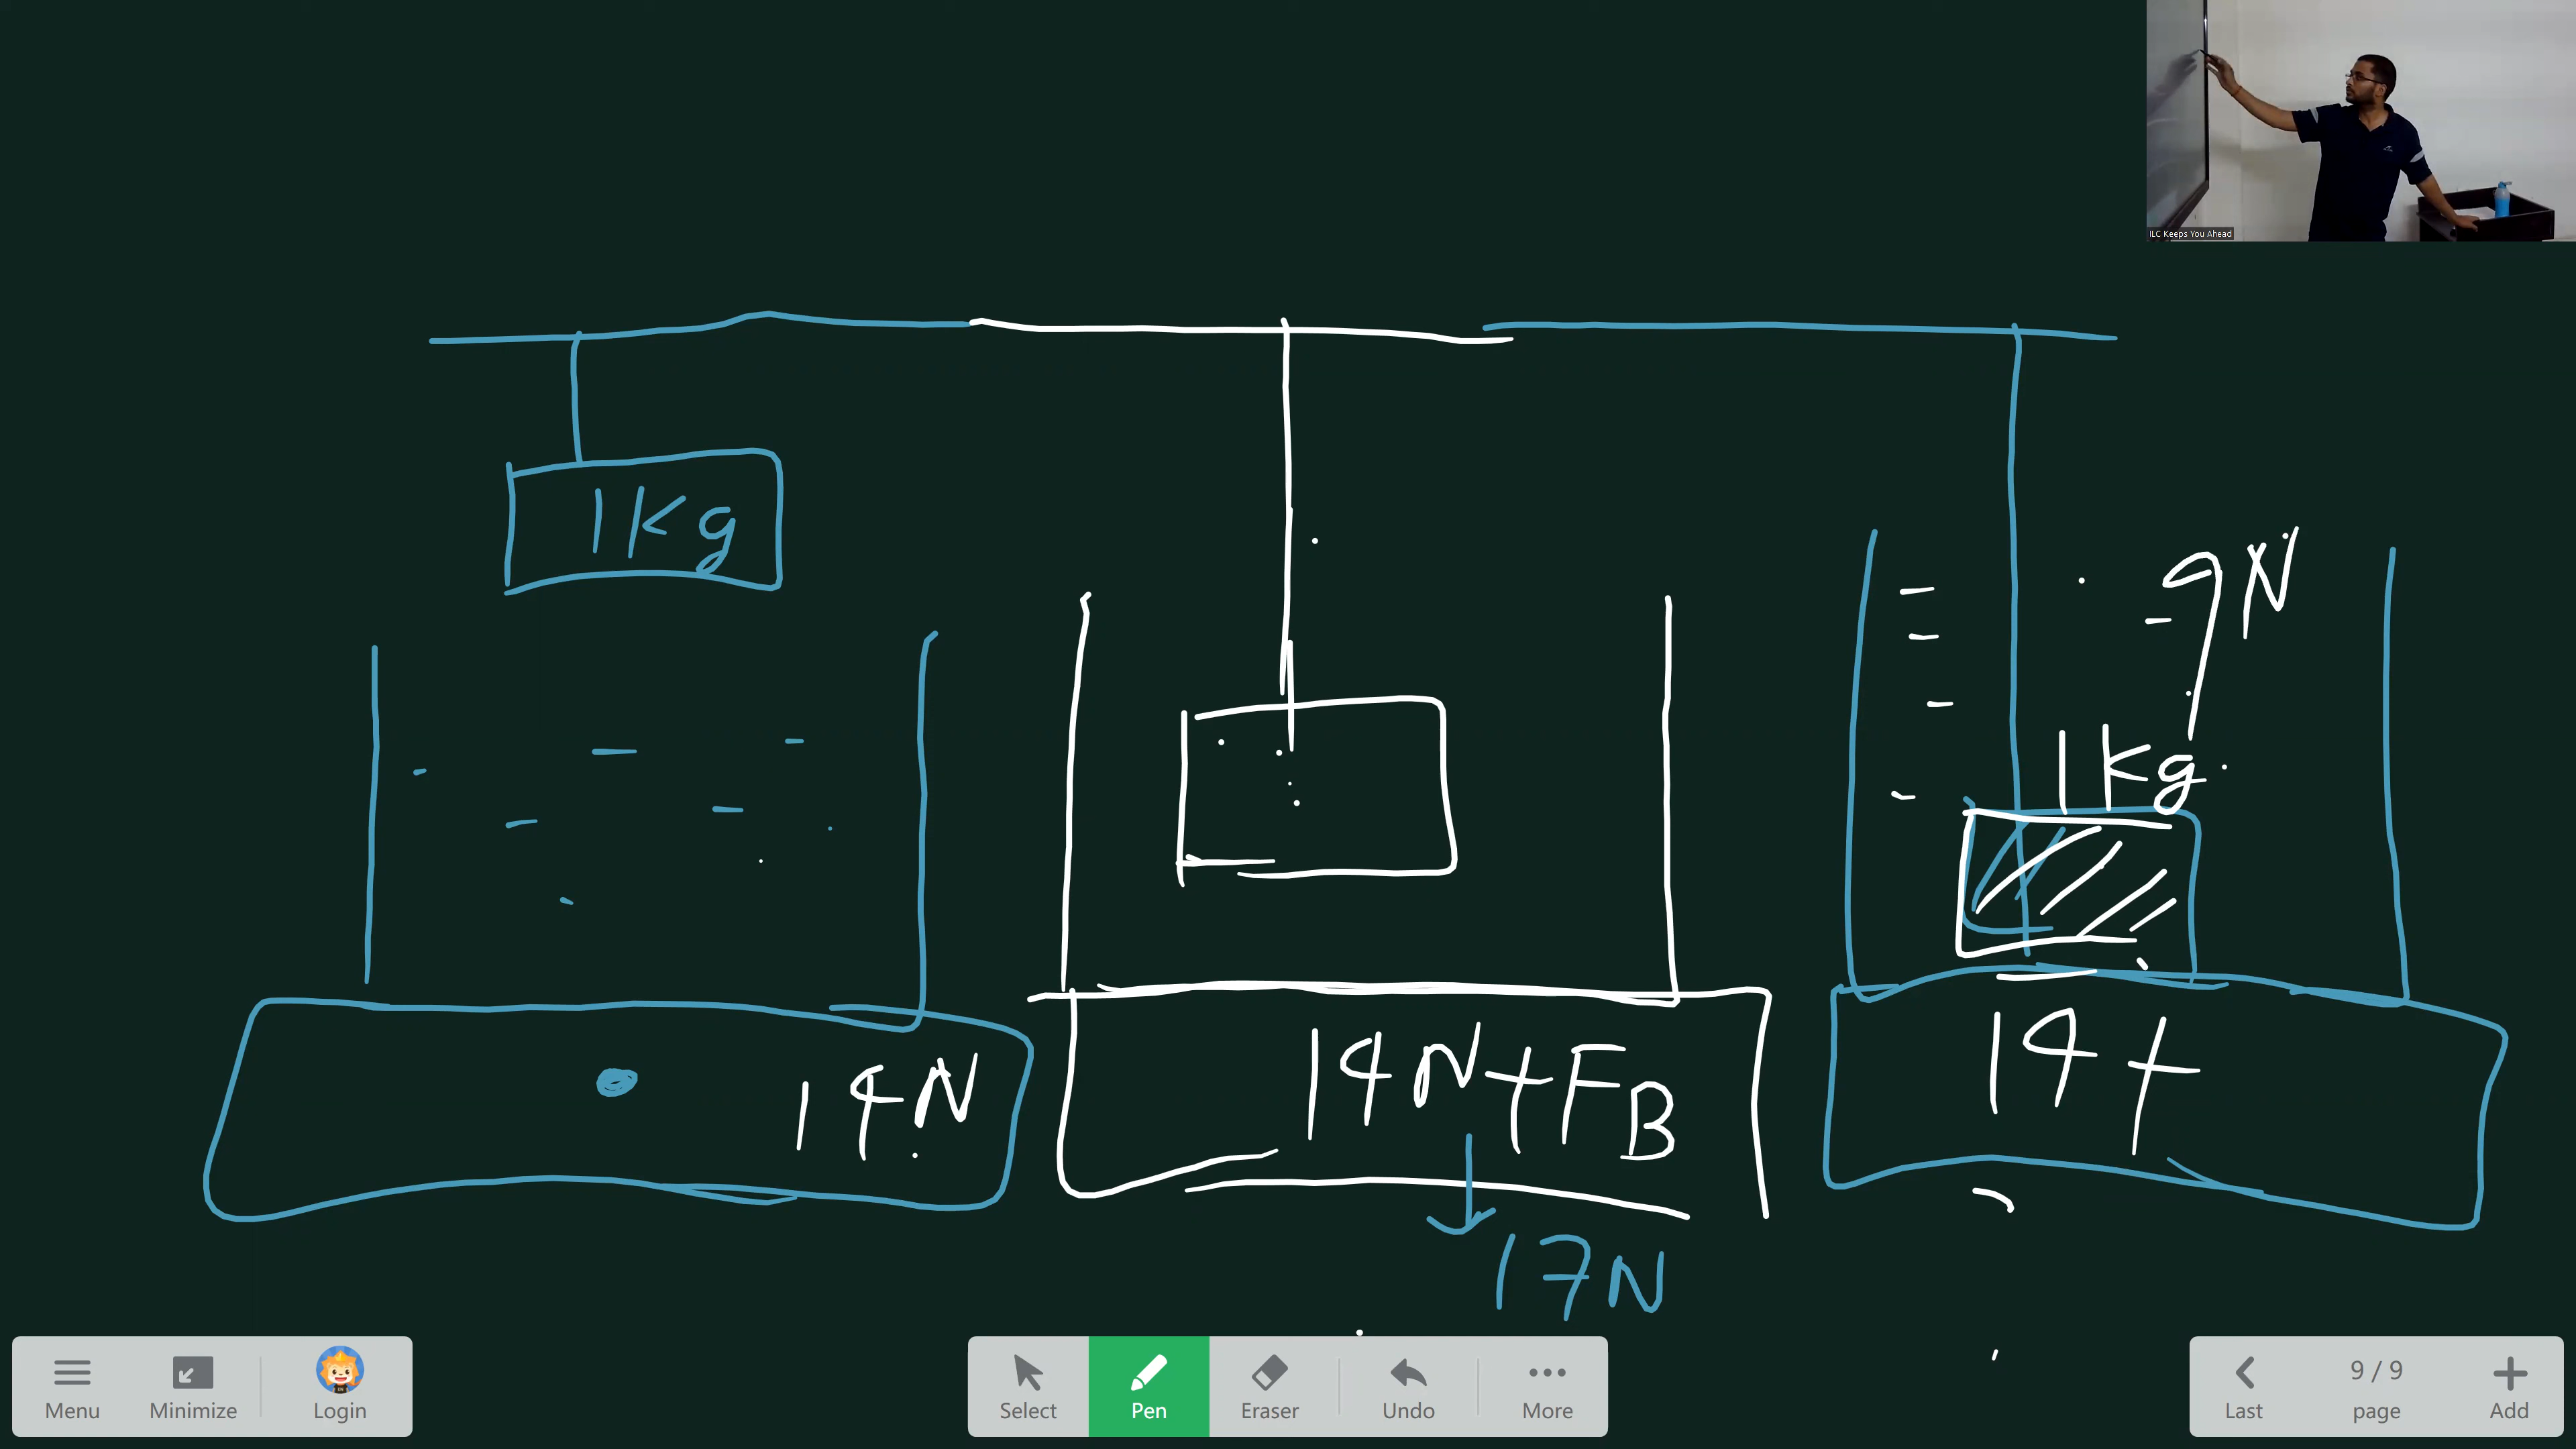 ILC Keeps You Ahead
1Kg
9N
1Kg
14N
14N+FB
14+
17N
Menu
Minimize
Login
Select
Pen
Eraser
Undo
More
Last
9 / 9
page
Add